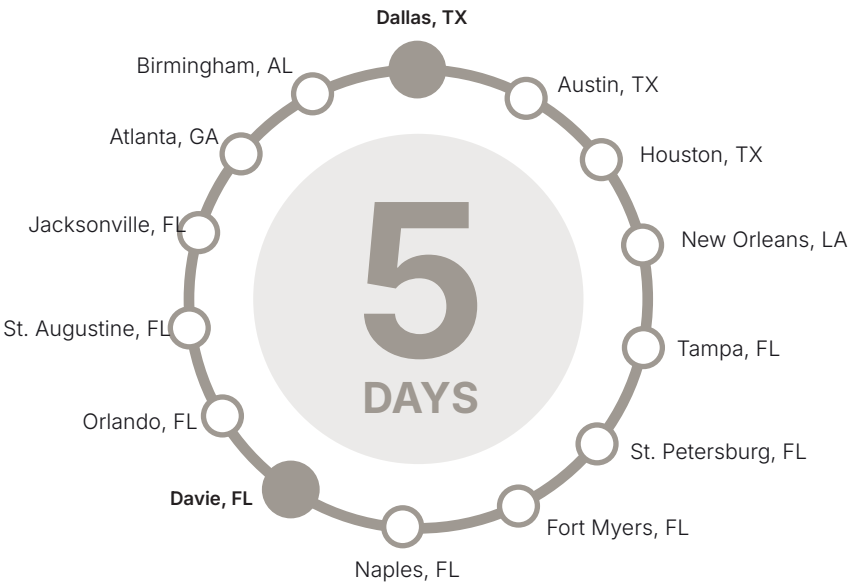 Dallas, TX
Birmingham, AL
Austin, TX
Atlanta, GA
Houston, TX
Jacksonville, FL
New Orleans, LA
5
DAYS
St. Augustine, FL
Tampa, FL
Orlando, FL
St. Petersburg, FL
Davie, FL
Fort Myers, FL
Naples, FL